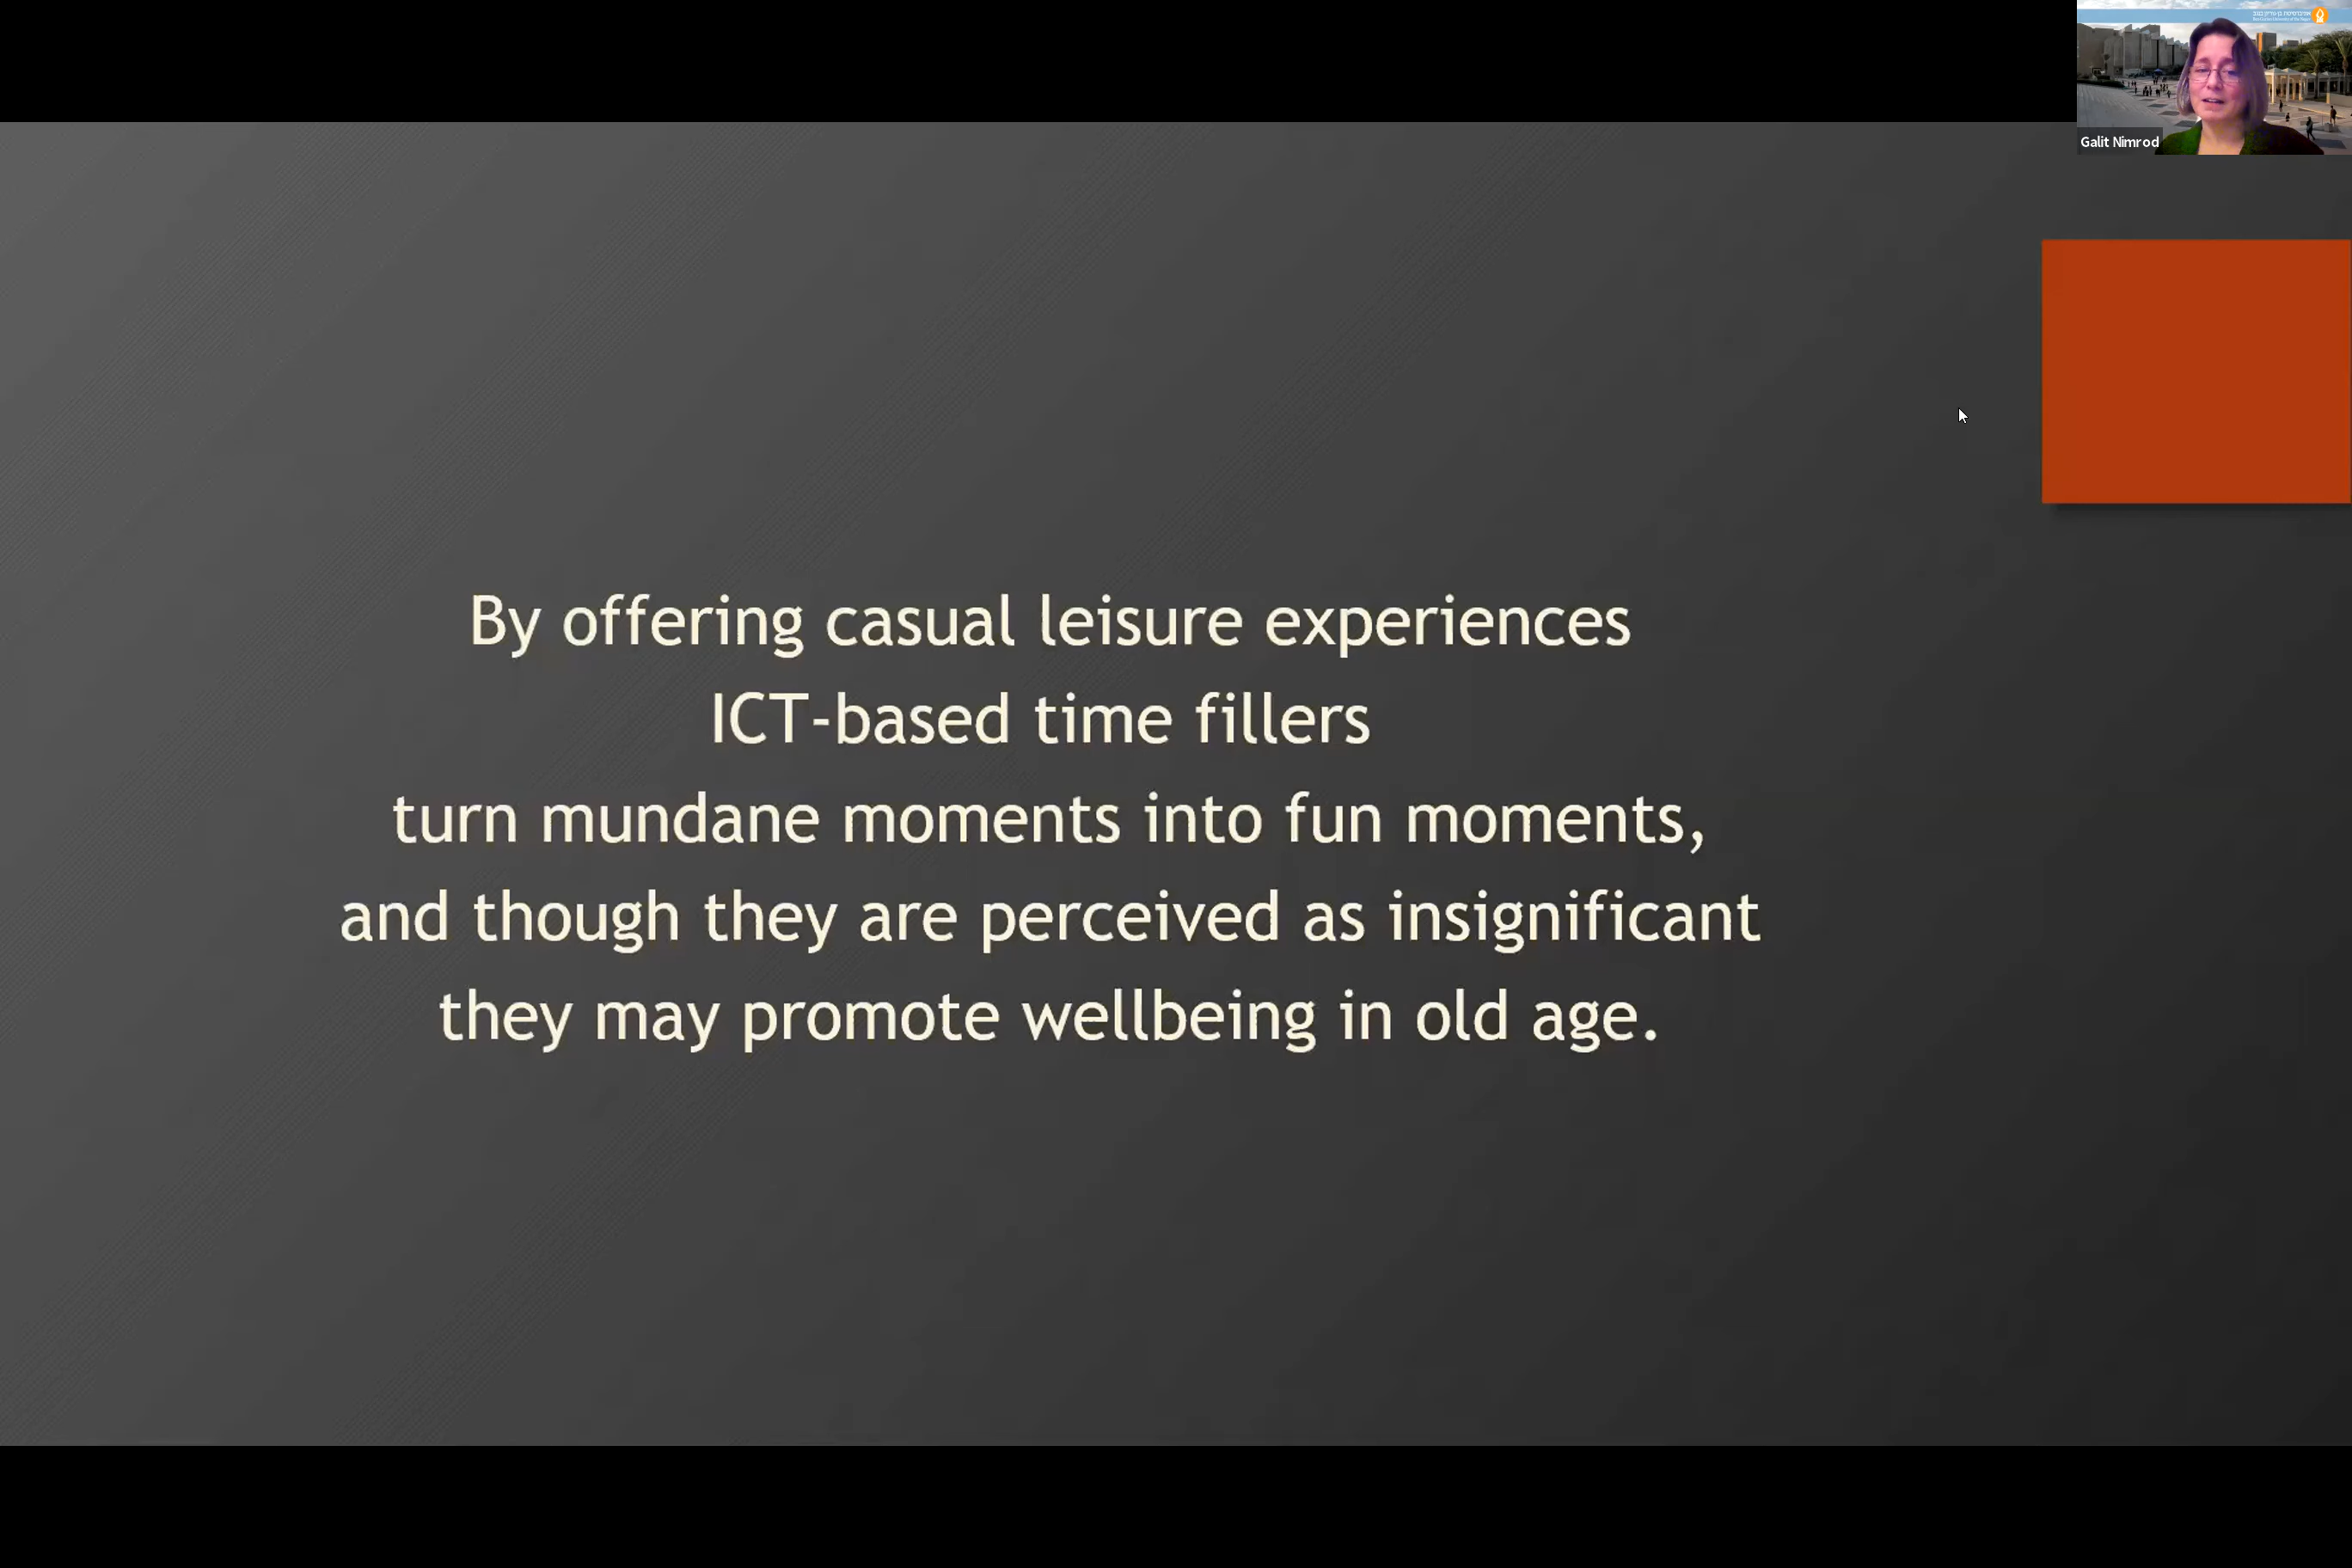 Galit Nimrod
By offering casual leisure experiences
ICT-based time fillers
turn mundane moments into fun moments,
and though they are perceived as insignificant
they may promote wellbeing in old age.